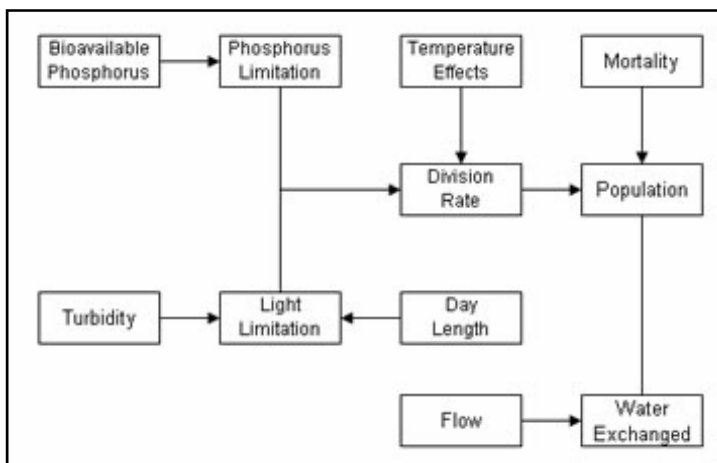 Bioavailable
Phosphorus
Phosphorus
Limitation
Temperature
Effects
Mortality
Division
Rate
Population
Turbidity
Light
Limitation
Day
Length
Flow
Water
Exchanged